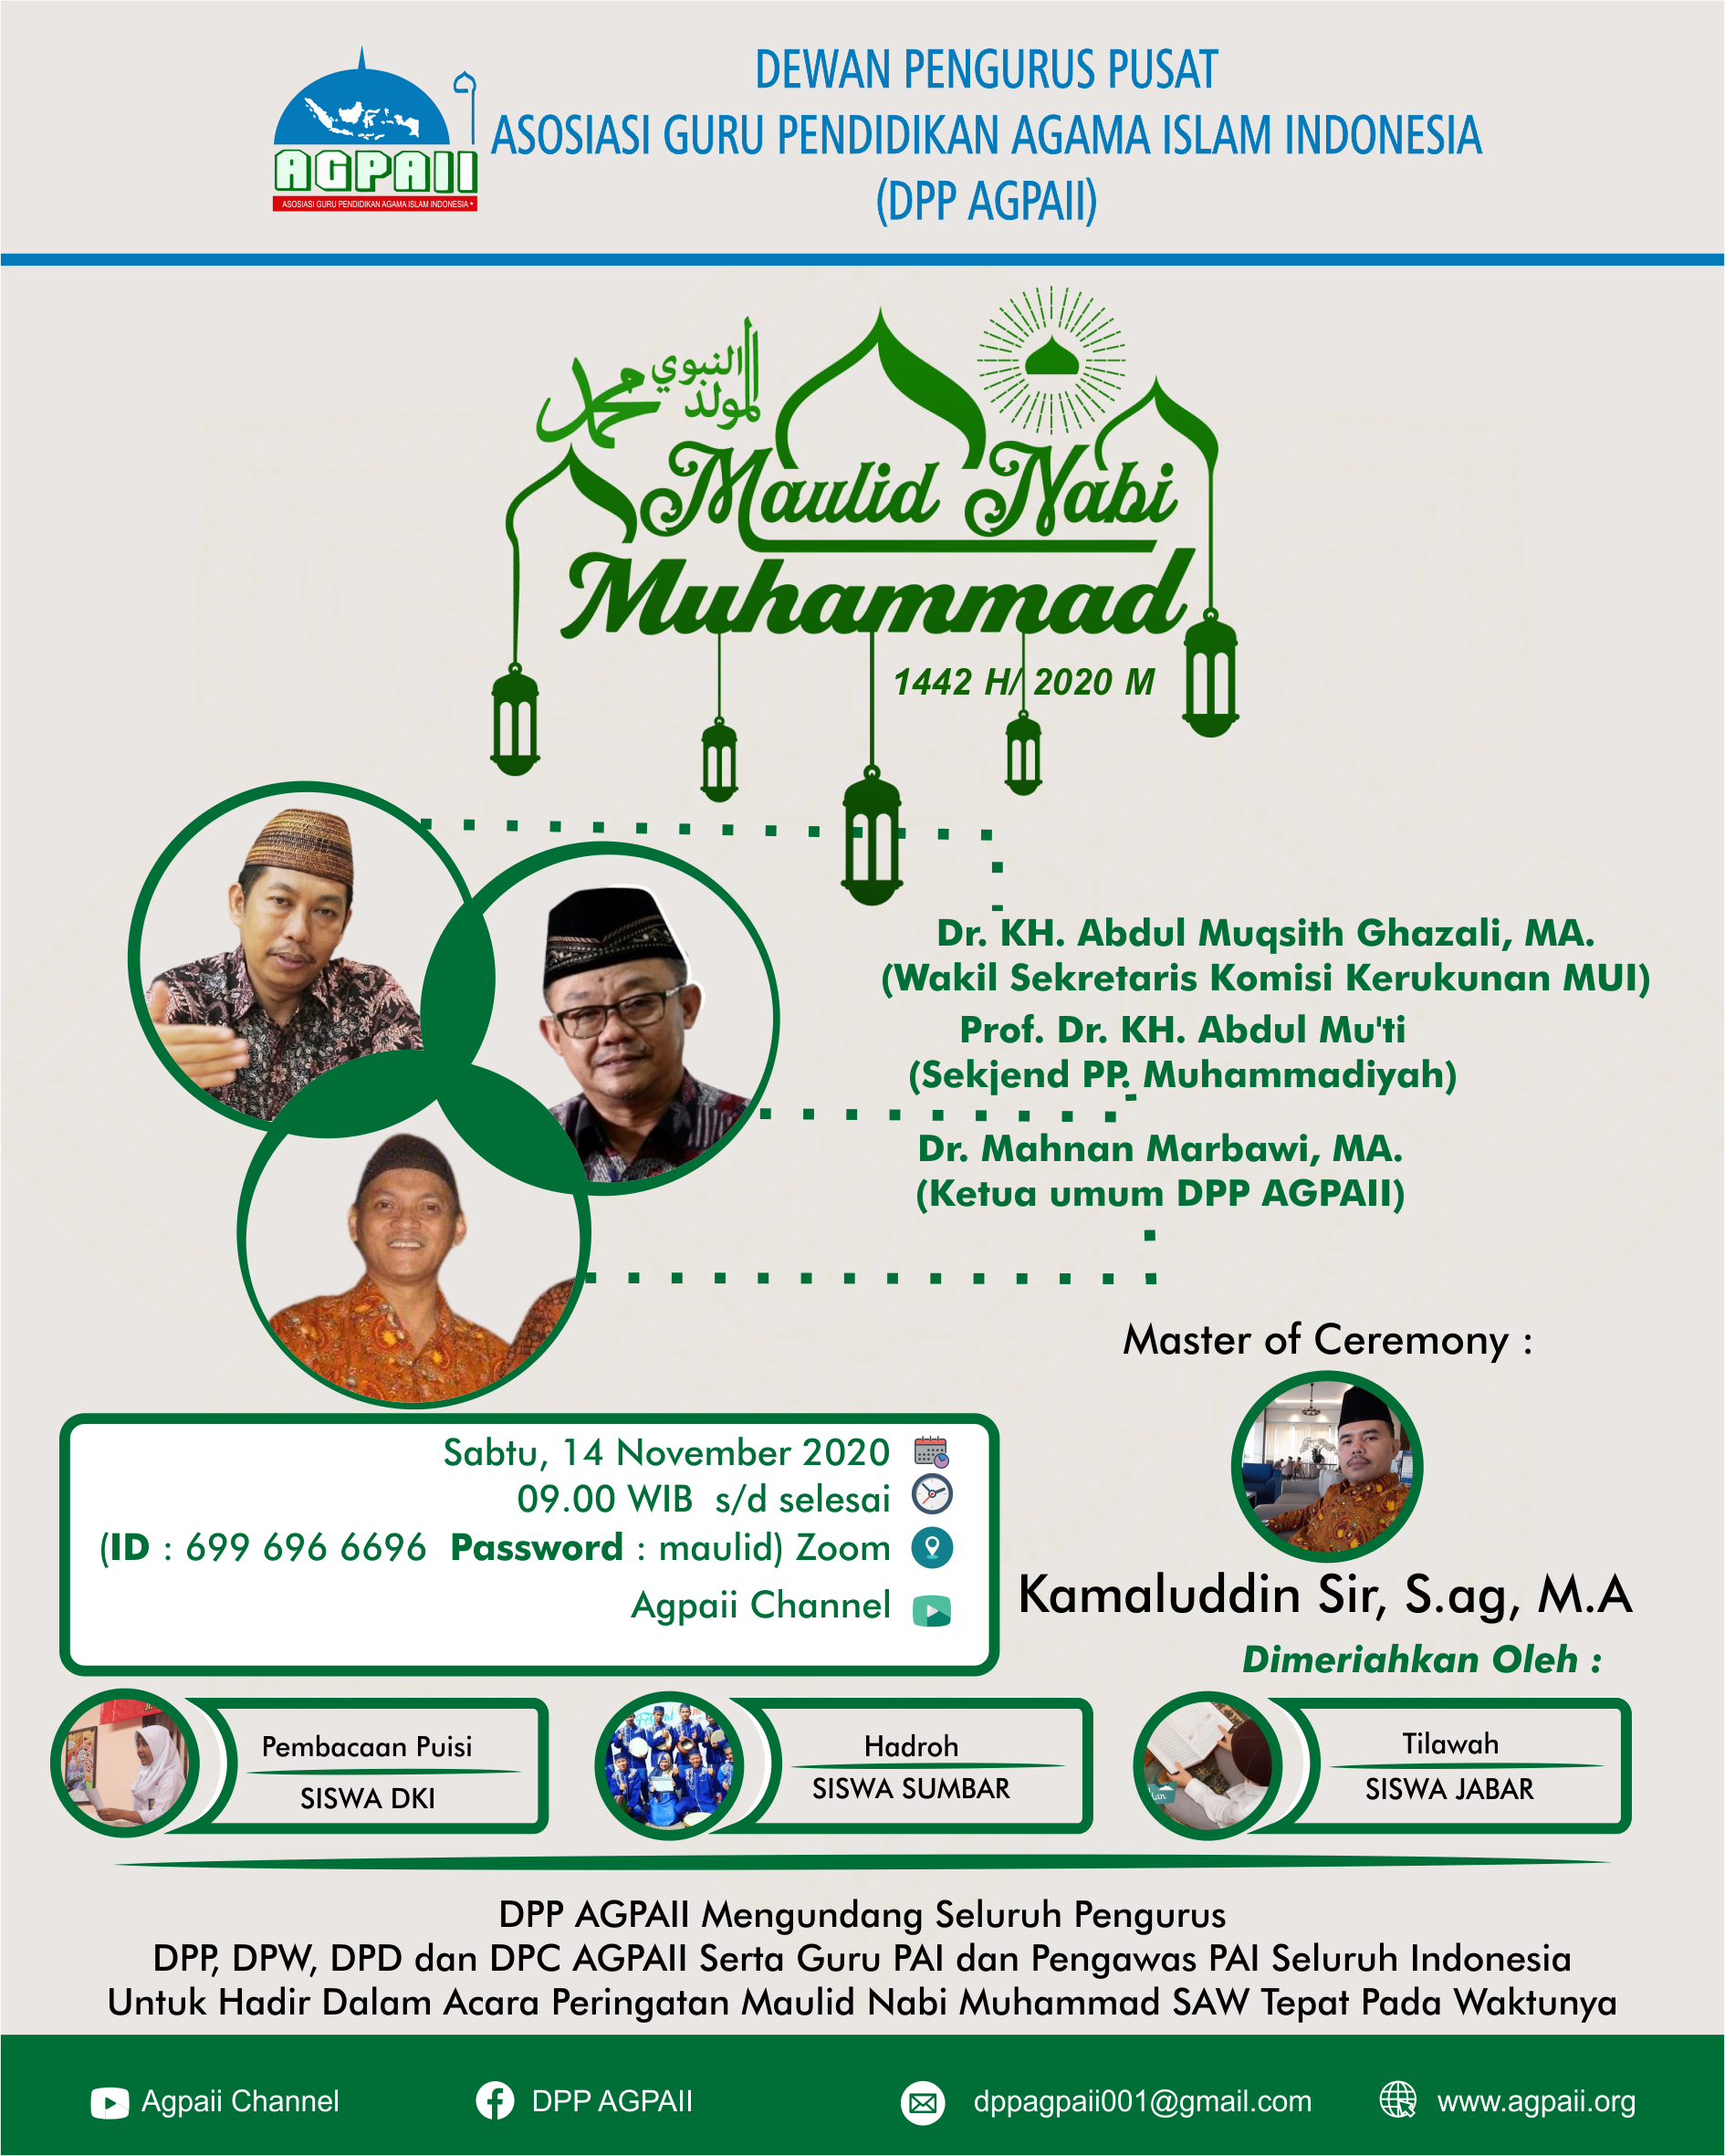 DEWAN PENGURUS PUSAT
ASOSIASI GURU PENDIDIKAN AGAMA ISLAM INDONESIA
(DPP AGPAII)
AGPAII
ASOSIASI GURU PENDIDIKAN AGAMA ISLAM INDONESIA *
المولد النبوي
محمد
Maulid Nabi
Muhammad
1442 H/ 2020 M
Dr. KH. Abdul Muqsith Ghazali, MA.
(Wakil Sekretaris Komisi Kerukunan MUI)
Prof. Dr. KH. Abdul Mu'ti
(Sekjend PP. Muhammadiyah)
Dr. Mahnan Marbawi, MA.
(Ketua umum DPP AGPAII)
Master of Ceremony :
Kamaluddin Sir, S.ag, M.A
Sabtu, 14 November 2020
09.00 WIB s/d selesai
(ID : 699 696 6696 Password : maulid) Zoom
Agpaii Channel
Dimeriahkan Oleh :
Pembacaan Puisi
SISWA DKI
Hadroh
SISWA SUMBAR
Tilawah
SISWA JABAR
DPP AGPAII Mengundang Seluruh Pengurus
DPP, DPW, DPD dan DPC AGPAII Serta Guru PAI dan Pengawas PAI Seluruh Indonesia
Untuk Hadir Dalam Acara Peringatan Maulid Nabi Muhammad SAW Tepat Pada Waktunya
Agpaii Channel
DPP AGPAII
dppagpaii001@gmail.com
www.agpaii.org